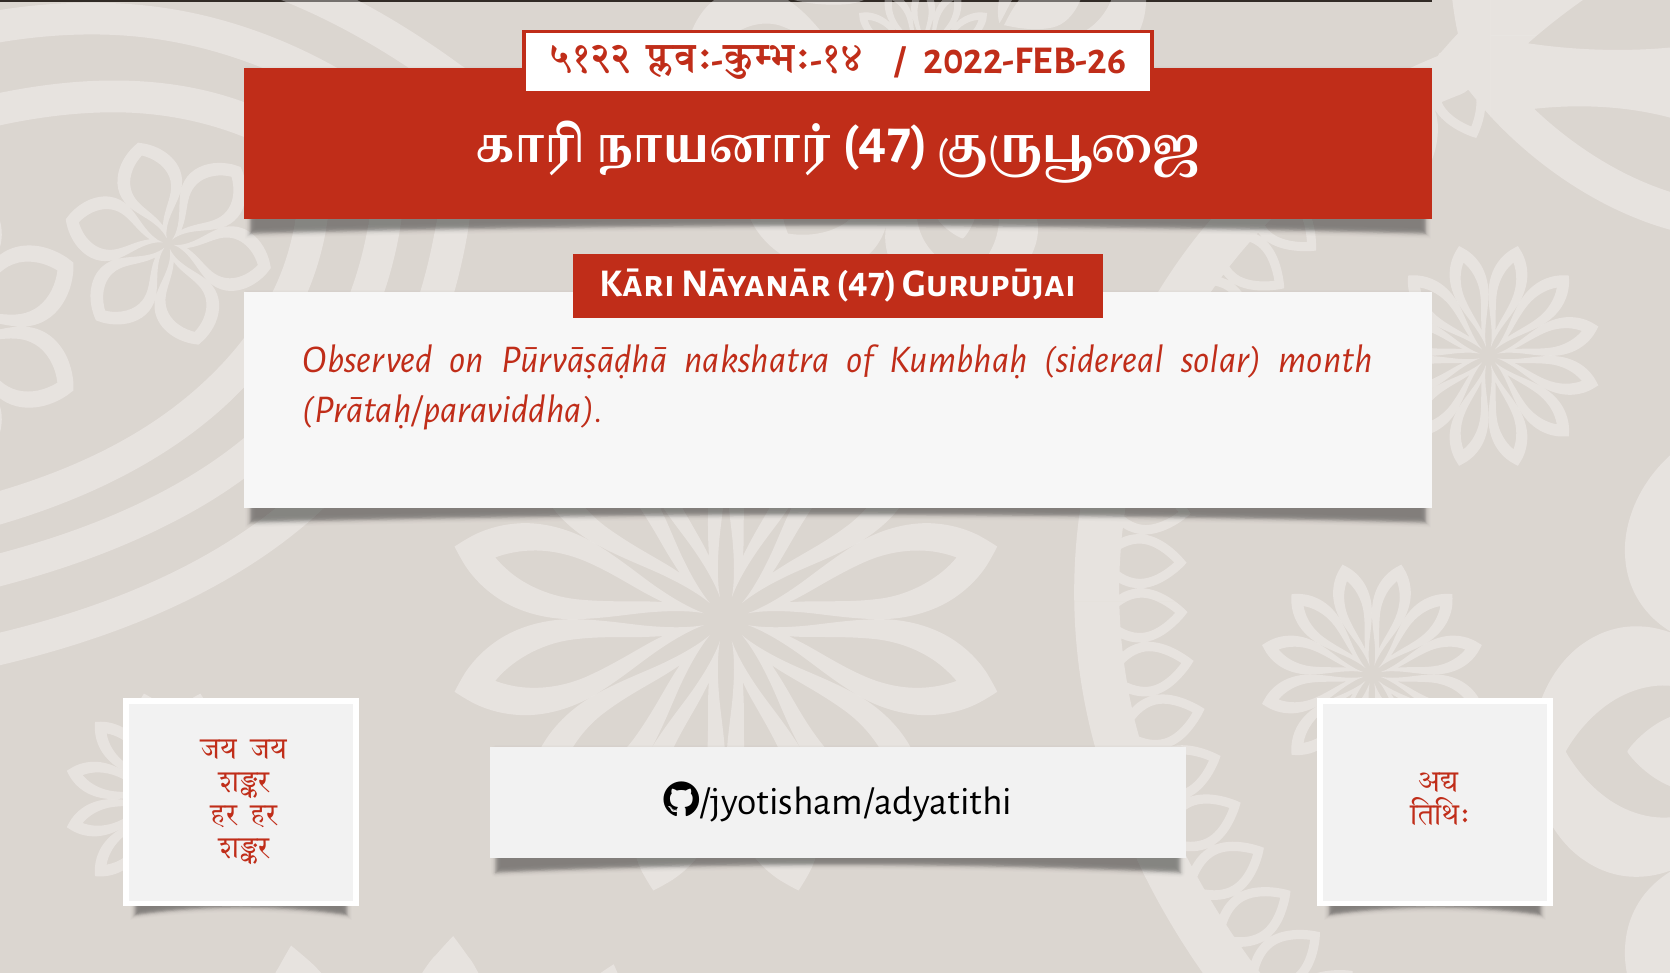 ५१२२ प्लवः-कुम्भः-१४ / 2022-FEB-26
காரி நாயனார் (47) குருபூஜை
Kāri Nāyanār (47) Gurupūjai
Observed on Pūrvāṣāḍhā nakshatra of Kumbhaḥ (sidereal solar) month
(Prātaḥ/paraviddha).
जय जय
शङ्कर
हर हर
शङ्कर
/jyotisham/adyatithi
अद्य
तिथिः